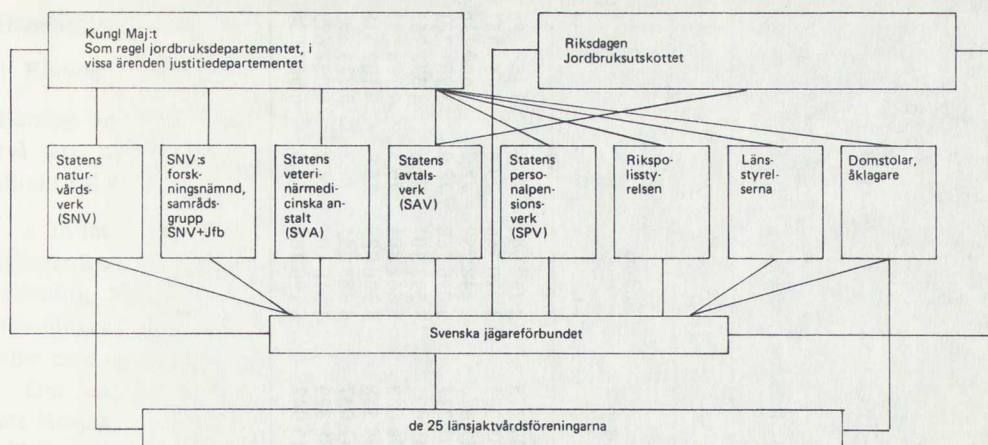 Kungl Maj:t
Som regel jordbruksdepartementet, i
vissa ärenden justitiedepartementet
Riksdagen
Jordbruksutskottet
Statens
natur-
vårds-
verk
(SNV)
SNV:s
forsk-
ningsnämnd,
samråds-
grupp
SNV+Jfb
Statens
veteri-
närmedi-
cinska an-
stalt
(SVA)
Statens
avtals-
verk
(SAV)
Statens
perso-
nalpen-
sions-
verk
(SPV)
Rikspo-
lisstyr-
elsen
Läns-
styrel-
serna
Domstolar,
åklagare
Svenska jägareförbundet
de 25 länsjaktvårdsföreningarna